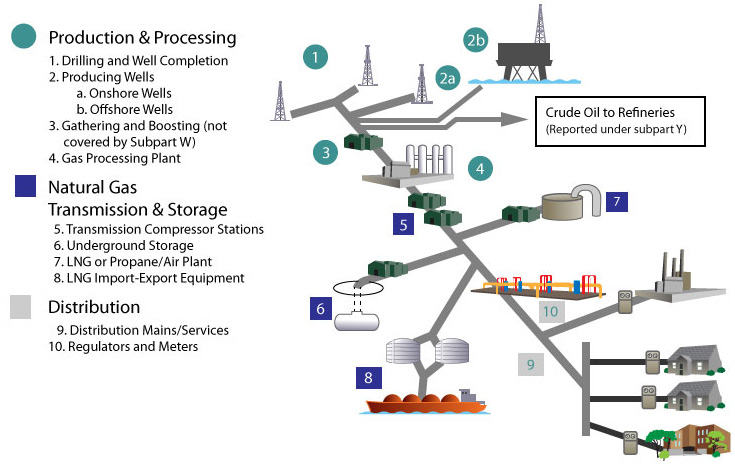 Production & Processing
1. Drilling and Well Completion
2. Producing Wells
a. Onshore Wells
b. Offshore Wells
3. Gathering and Boosting (not
covered by Subpart W)
4. Gas Processing Plant
Natural Gas
Transmission & Storage
5. Transmission Compressor Stations
6. Underground Storage
7. LNG or Propane/Air Plant
8. LNG Import-Export Equipment
Distribution
9. Distribution Mains/Services
10. Regulators and Meters
1
2a
2b
Crude Oil to Refineries
(Reported under subpart Y)
3
4
5
7
6
10
8
9